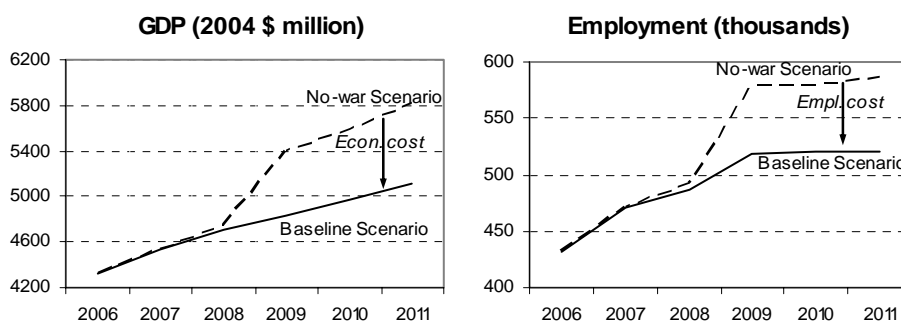 GDP (2004 $ million)
6200
5800
5400
5000
4600
4200
No-war Scenario
Econ. cost
Baseline Scenario
2006 2007 2008 2009 2010 2011
Employment (thousands)
600
550
500
450
400
No-war Scenario
Empl. cost
Baseline Scenario
2006 2007 2008 2009 2010 2011